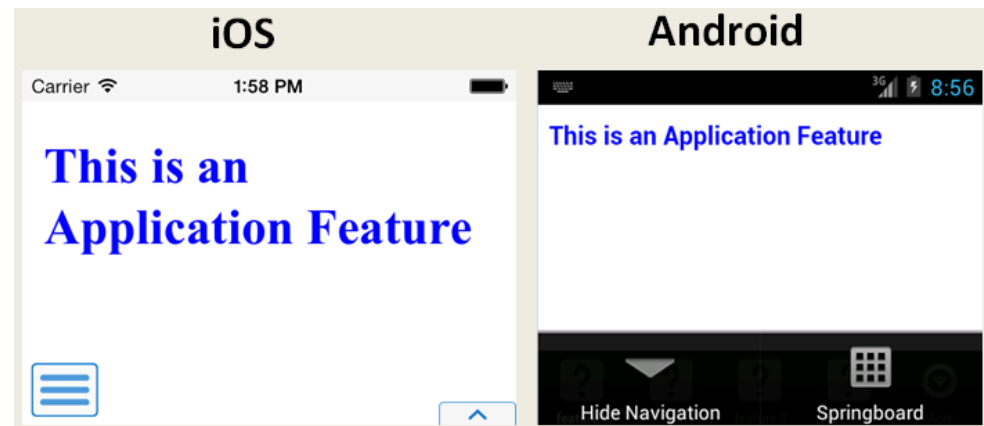 iOS
Carrier 1:58 PM
This is an
Application Feature
Android
3G 8:56
This is an Application Feature
Hide Navigation Springboard